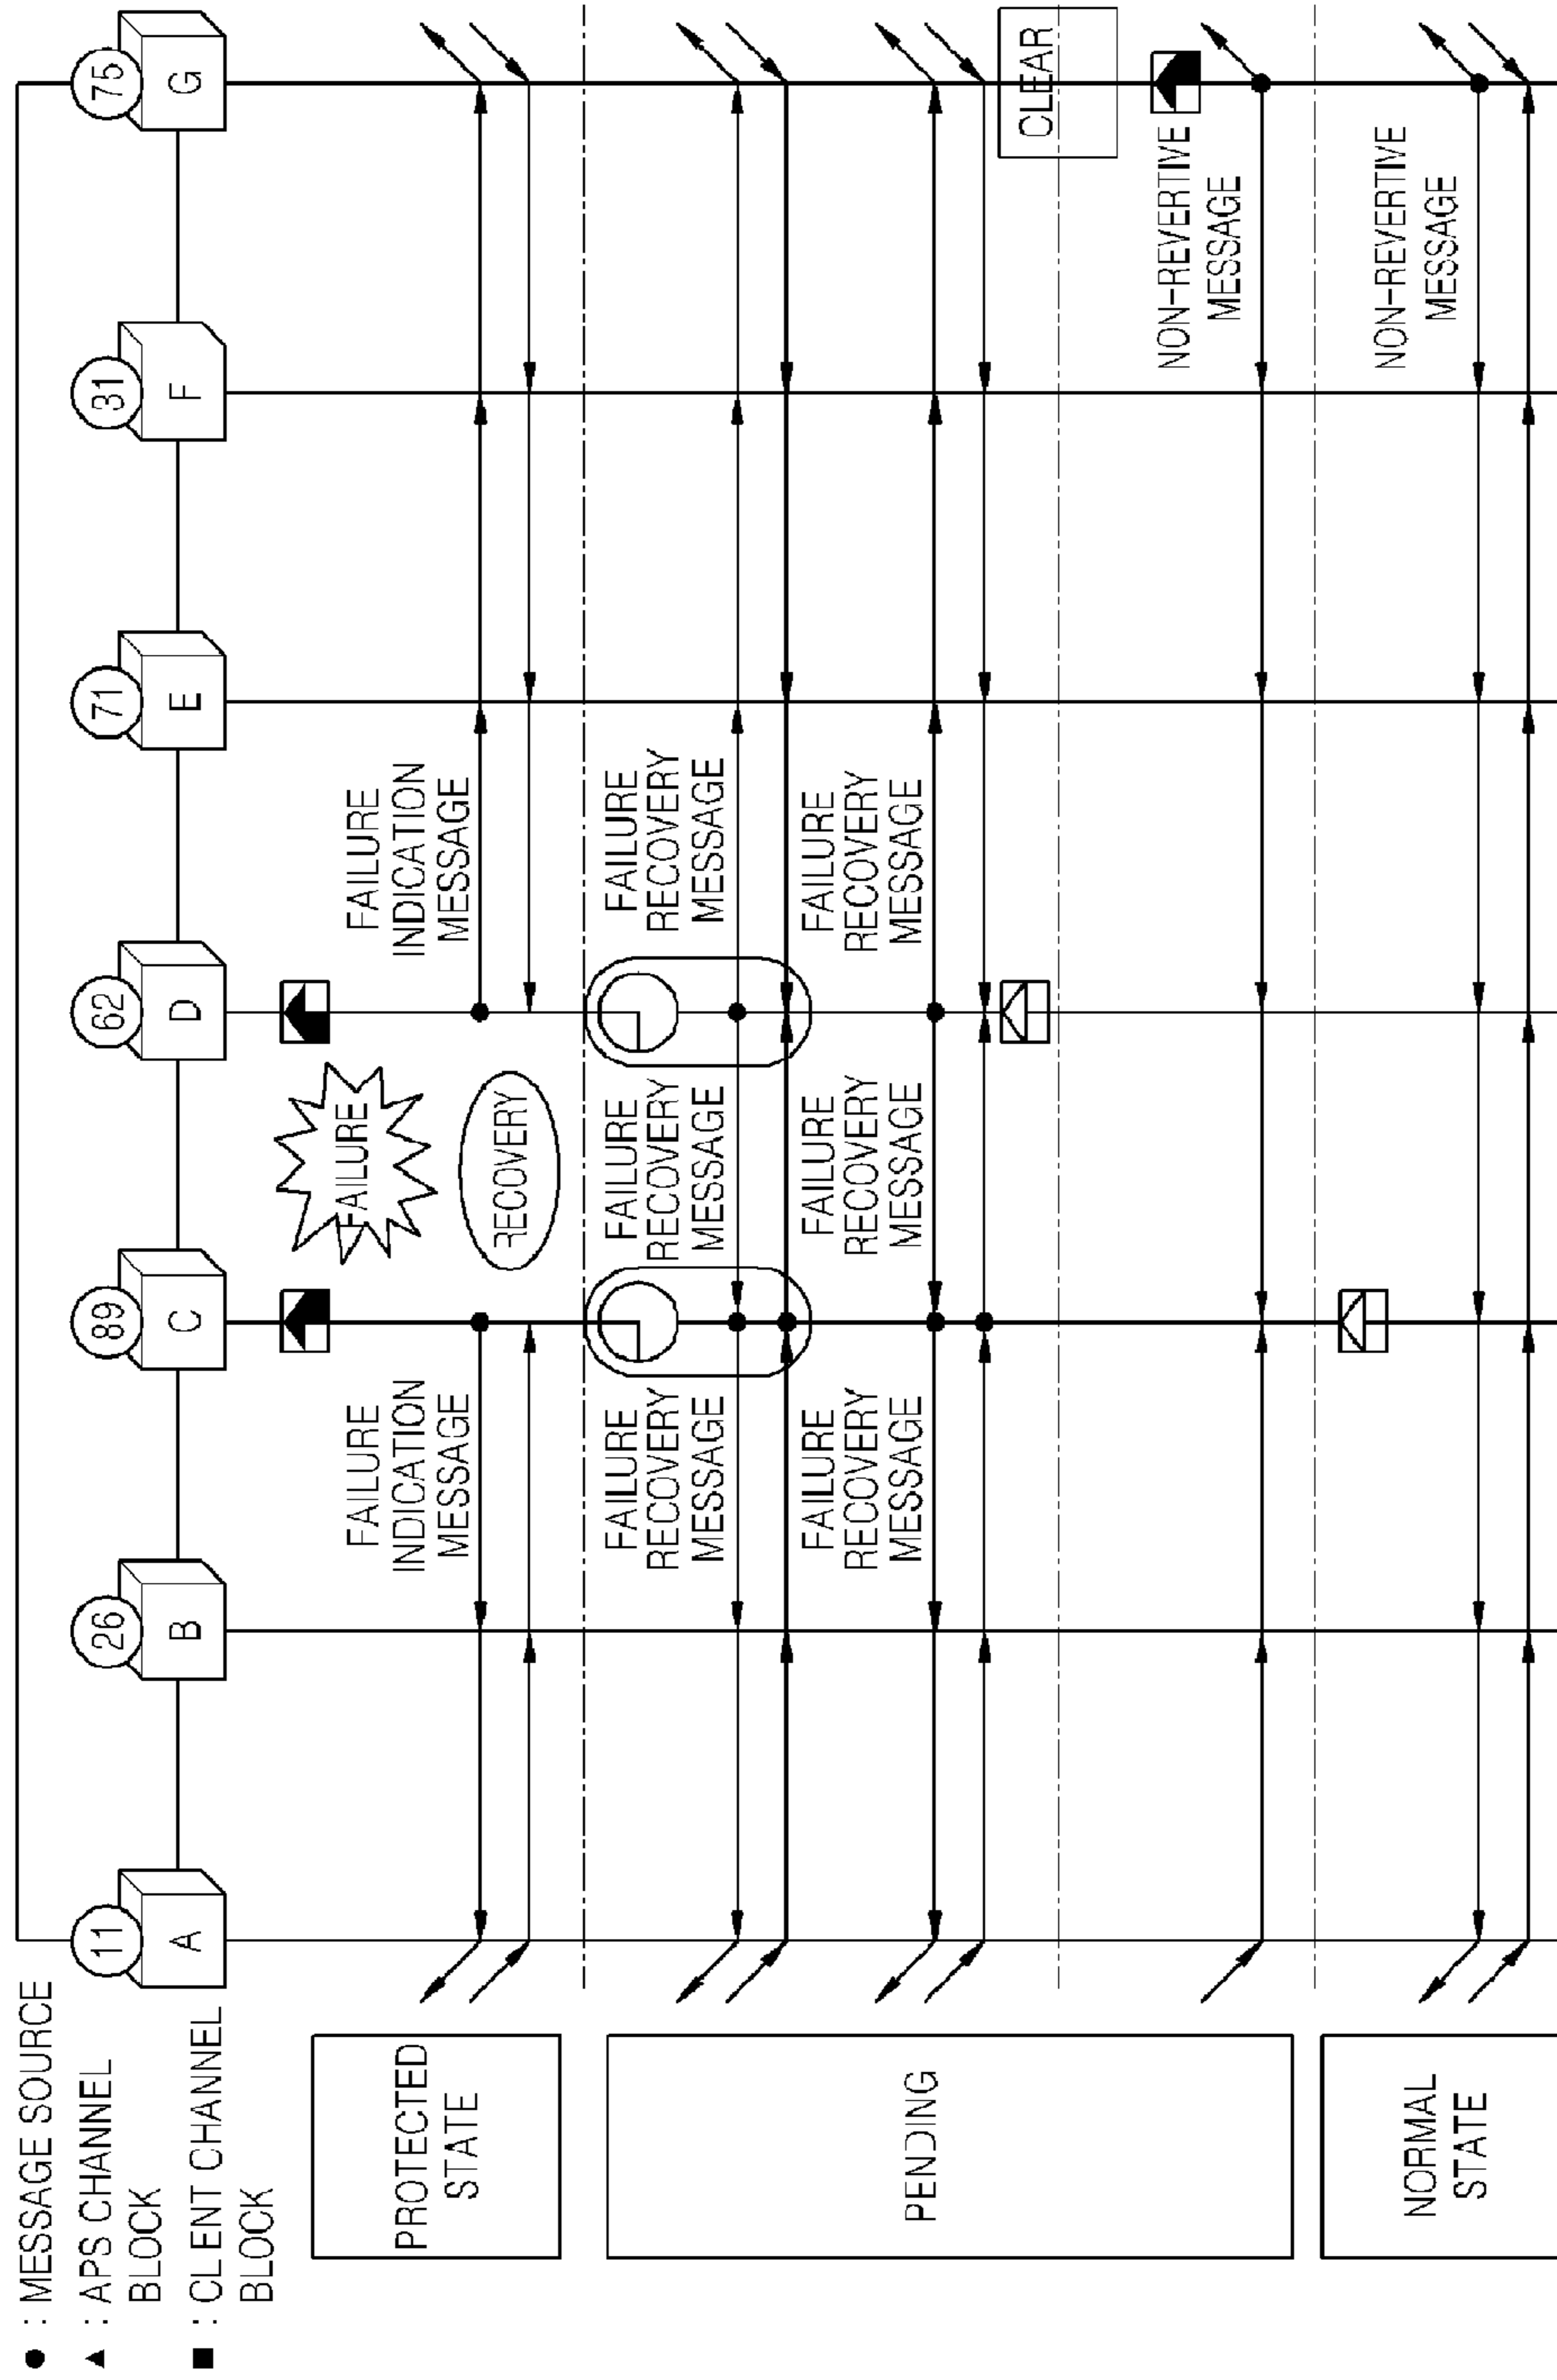 ● : MESSAGE SOURCE
▲ : APS CHANNEL
BLOCK
■ : CLIENT CHANNEL
BLOCK
11
26
89
62
71
31
75
A
B
C
D
E
F
G
PROTECTED
STATE
FAILURE
INDICATION
MESSAGE
FAILURE
RECOVERY
FAILURE
INDICATION
MESSAGE
PENDING
FAILURE
RECOVERY
MESSAGE
FAILURE
RECOVERY
MESSAGE
FAILURE
RECOVERY
MESSAGE
FAILURE
RECOVERY
MESSAGE
FAILURE
RECOVERY
MESSAGE
FAILURE
RECOVERY
MESSAGE
CLEAR
NON-REVERTIVE
MESSAGE
NORMAL
STATE
NON-REVERTIVE
MESSAGE